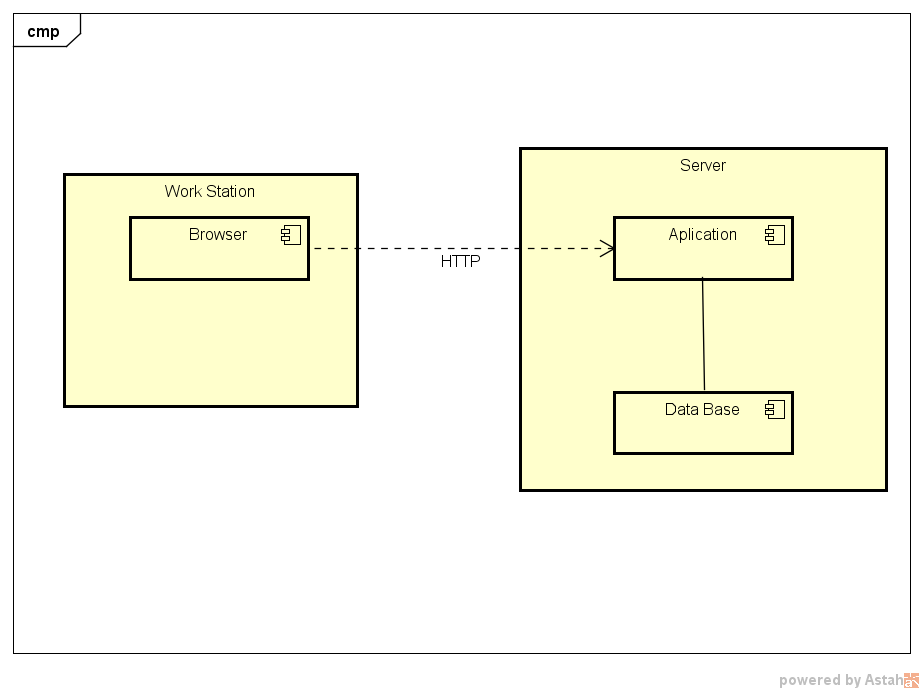 cmp
Work Station
Browser
HTTP
Server
Aplication
Data Base
powered by Astah